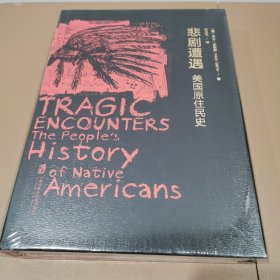 悲剧遭遇
美国原住民史
TRAGIC
ENCOUNTERS
The People's
History
of Native
Americans